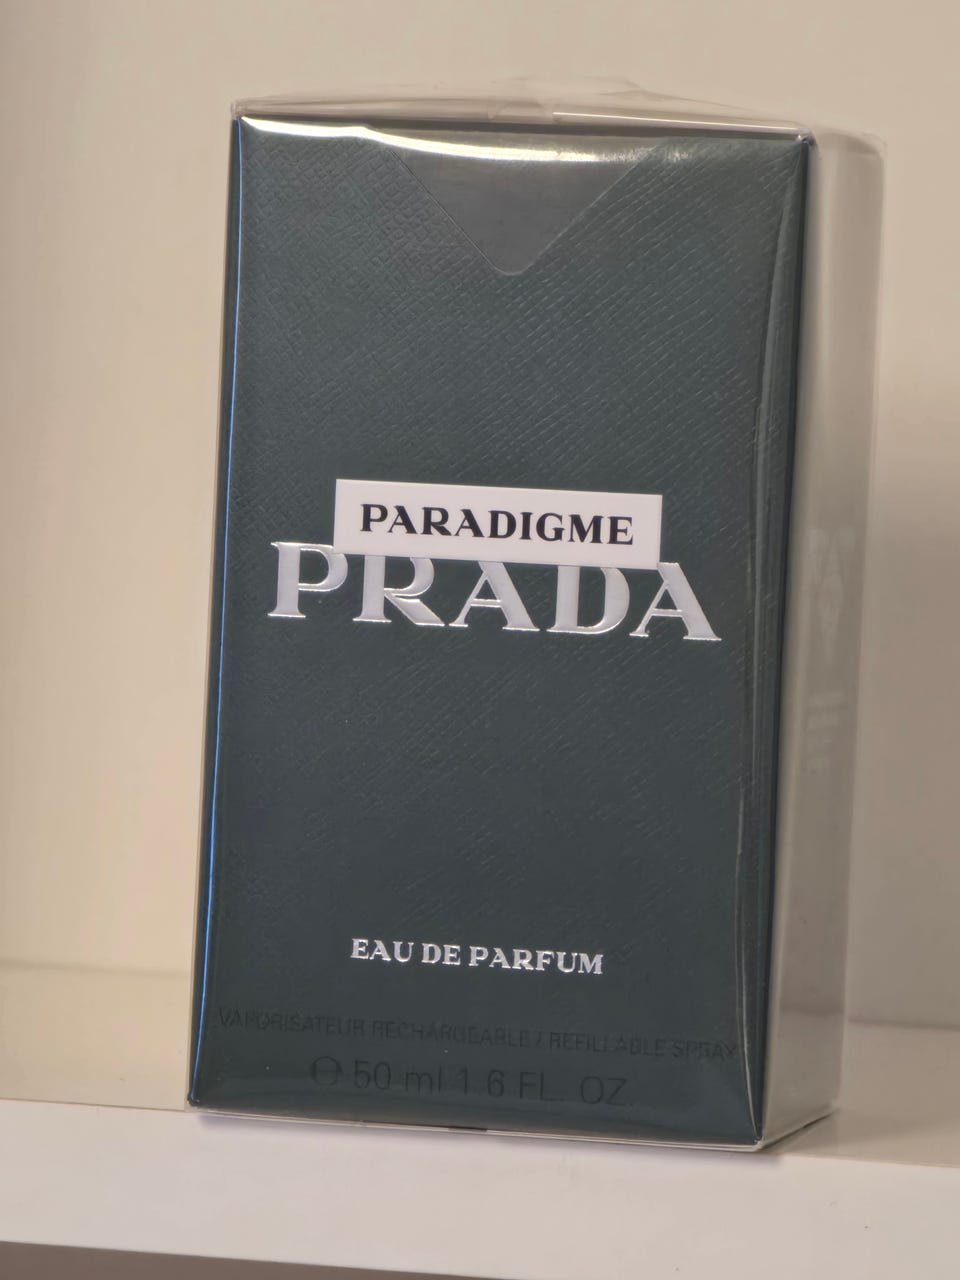 PARADIGME
PRADA
EAU DE PARFUM
VAPORISATEUR RECHARGEABLE / REFILLABLE SPRAY
℮ 50 ml 1.6 FL. OZ.